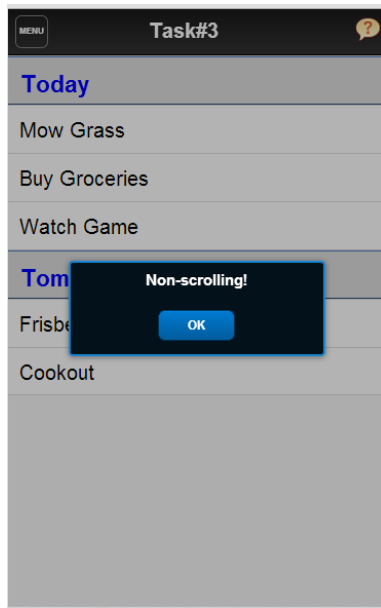 MENU
Task#3
?
Today
Mow Grass
Buy Groceries
Watch Game
Tom
Non-scrolling!
Frisbe
OK
Cookout